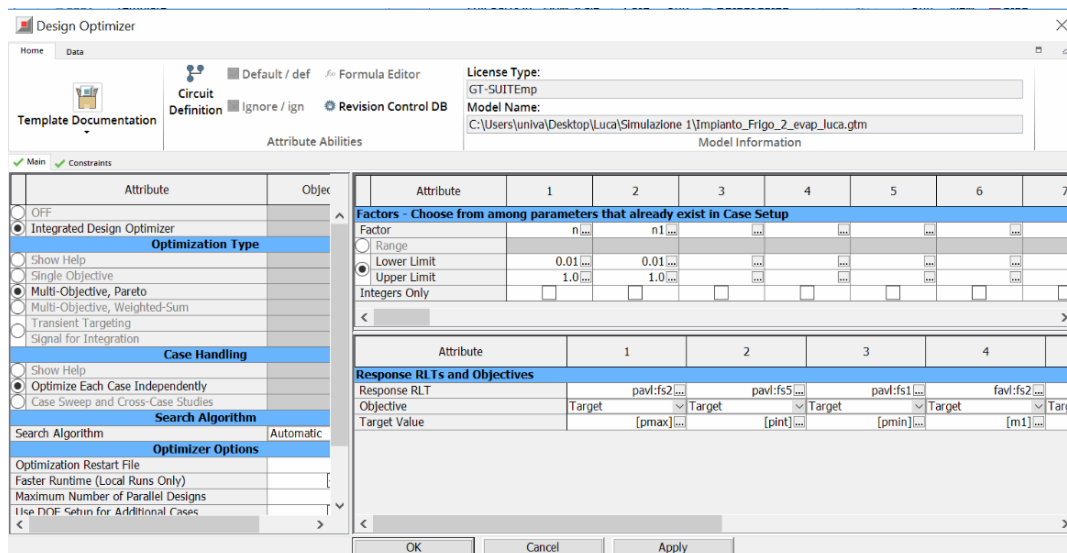 Design Optimizer
Home Data
Template Documentation
Circuit Definition
Default / def
Ignore / ign
Formula Editor
Revision Control DB
Attribute Abilities
License Type:
GT-SUITEmp
Model Name:
C:\Users\univa\Desktop\Luca\Simulazione 1\Impianto_Frigo_2_evap_luca.gtm
Model Information
Main Constraints
Attribute Objec
OFF
Integrated Design Optimizer
Optimization Type
Show Help
Single Objective
Multi-Objective, Pareto
Multi-Objective, Weighted-Sum
Transient Targeting
Signal for Integration
Case Handling
Show Help
Optimize Each Case Independently
Case Sweep and Cross-Case Studies
Search Algorithm
Search Algorithm Automatic
Optimizer Options
Optimization Restart File
Faster Runtime (Local Runs Only)
Maximum Number of Parallel Designs
Use DOE Setup for Additional Cases
Attribute 1 2 3 4 5 6 7
Factors - Choose from among parameters that already exist in Case Setup
Factor n... n1... ... ... ... ...
Range
Lower Limit 0.01... 0.01... ... ... ... ...
Upper Limit 1.0... 1.0... ... ... ... ...
Integers Only
Attribute 1 2 3 4
Response RLTs and Objectives
Response RLT pavl:fs2... pavl:fs5... pavl:fs1... favl:fs2...
Objective Target Target Target Target Targ
Target Value [pmax]... [pint]... [pmin]... [m1]...
OK Cancel Apply